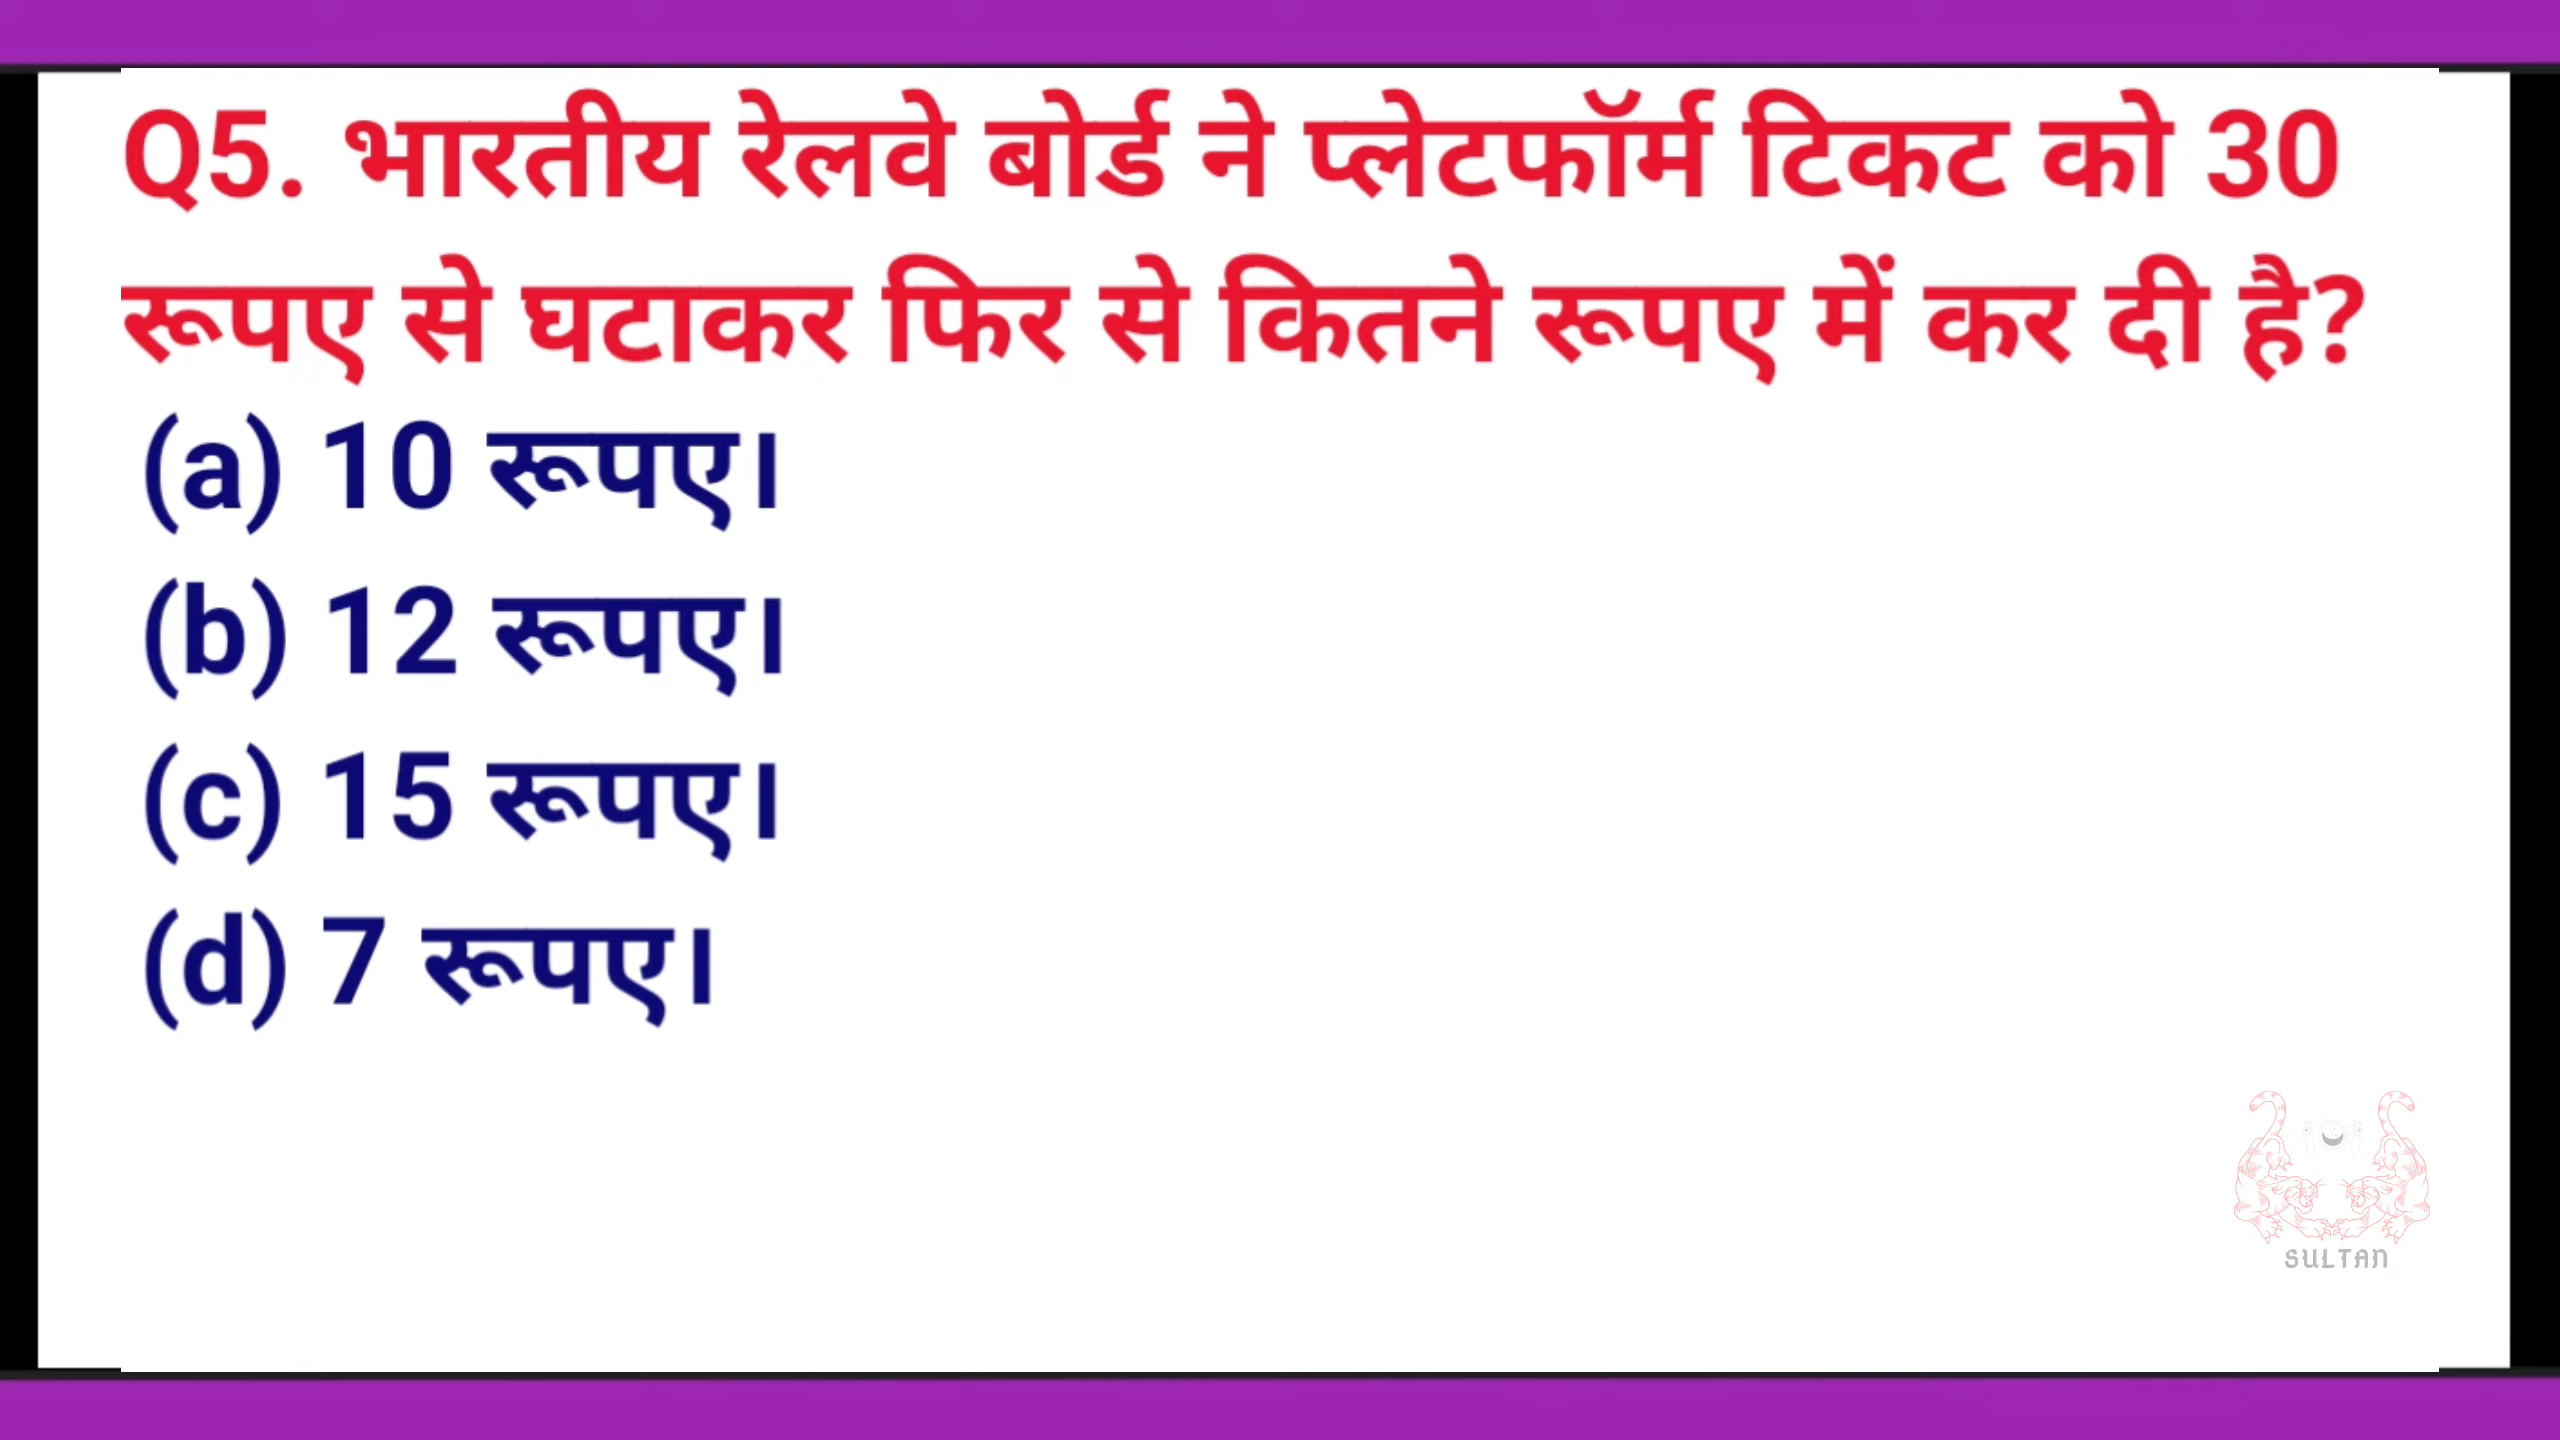 Q5. भारतीय रेलवे बोर्ड ने प्लेटफॉर्म टिकट को 30
रूपए से घटाकर फिर से कितने रूपए में कर दी है?
(a) 10 रूपए।
(b) 12 रूपए।
(c) 15 रूपए।
(d) 7 रूपए।
SULTAN